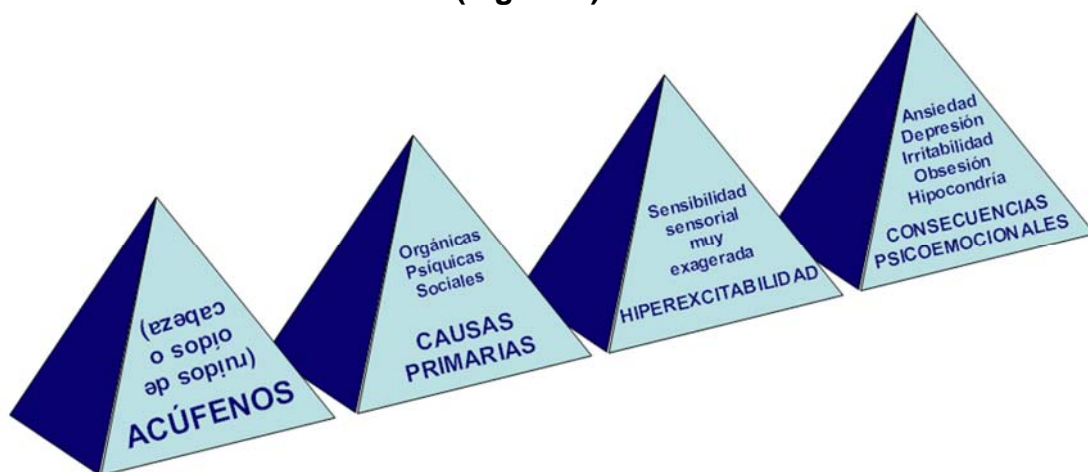 (ruidos de
oídos o
cabeza)
ACÚFENOS
Orgánicas
Psíquicas
Sociales
CAUSAS
PRIMARIAS
Sensibilidad
sensorial
muy
exagerada
HIPEREXCITABILIDAD
Ansiedad
Depresión
Irritabilidad
Obsesión
Hipocondría
CONSECUENCIAS
PSICOEMOCIONALES